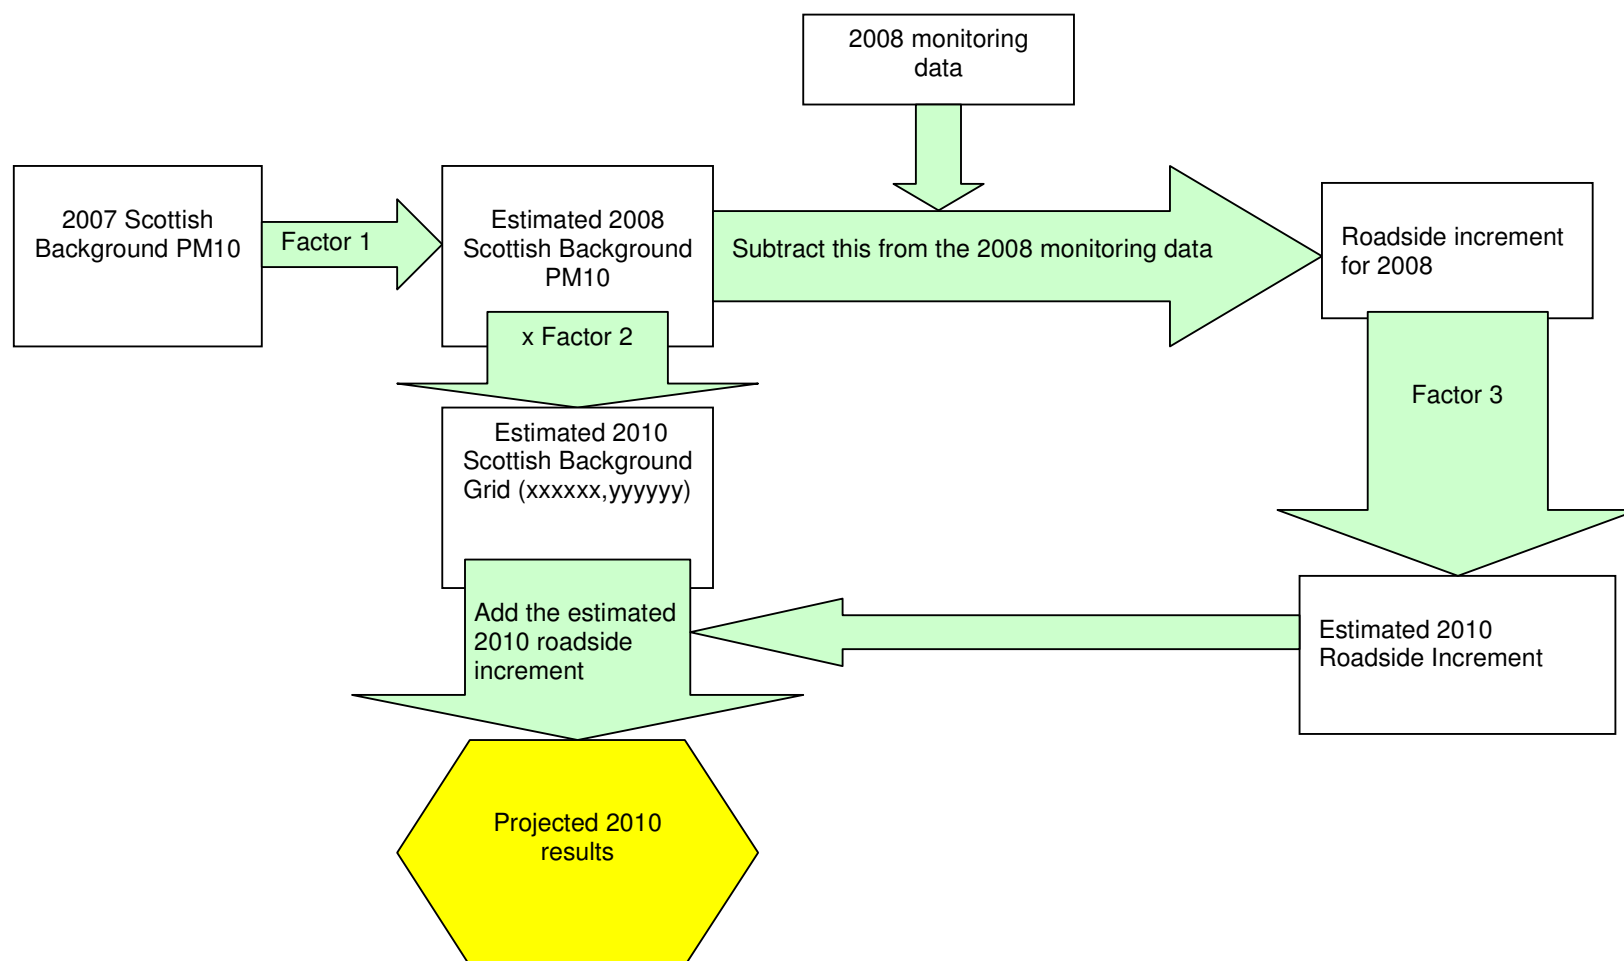 2008 monitoring
data
2007 Scottish
Background PM10
Factor 1
Estimated 2008
Scottish Background
PM10
Subtract this from the 2008 monitoring data
Roadside increment
for 2008
x Factor 2
Factor 3
Estimated 2010
Scottish Background
Grid (xxxxxx,yyyyyy)
Add the estimated
2010 roadside
increment
Estimated 2010
Roadside Increment
Projected 2010
results